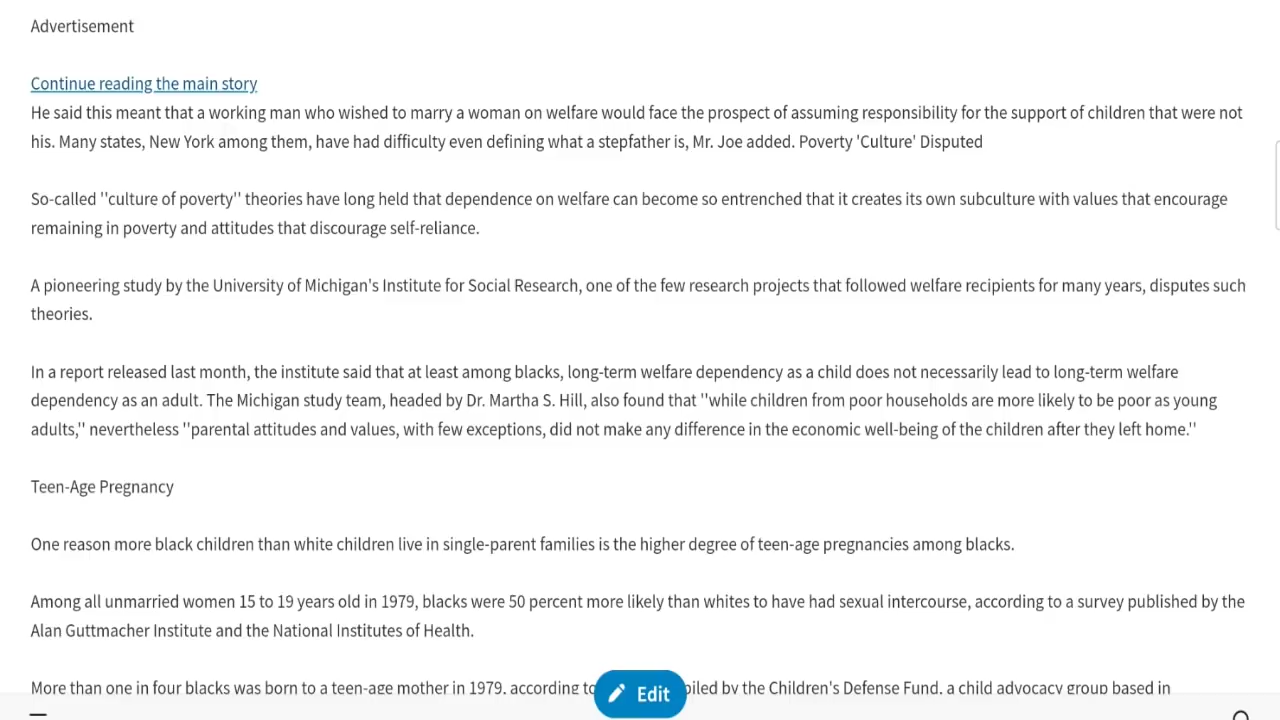 Advertisement
Continue reading the main story
He said this meant that a working man who wished to marry a woman on welfare would face the prospect of assuming responsibility for the support of children that were not
his. Many states, New York among them, have had difficulty even defining what a stepfather is, Mr. Joe added. Poverty 'Culture' Disputed
So-called ''culture of poverty'' theories have long held that dependence on welfare can become so entrenched that it creates its own subculture with values that encourage
remaining in poverty and attitudes that discourage self-reliance.
A pioneering study by the University of Michigan's Institute for Social Research, one of the few research projects that followed welfare recipients for many years, disputes such
theories.
In a report released last month, the institute said that at least among blacks, long-term welfare dependency as a child does not necessarily lead to long-term welfare
dependency as an adult. The Michigan study team, headed by Dr. Martha S. Hill, also found that ''while children from poor households are more likely to be poor as young
adults,'' nevertheless ''parental attitudes and values, with few exceptions, did not make any difference in the economic well-being of the children after they left home.''
Teen-Age Pregnancy
One reason more black children than white children live in single-parent families is the higher degree of teen-age pregnancies among blacks.
Among all unmarried women 15 to 19 years old in 1979, blacks were 50 percent more likely than whites to have had sexual intercourse, according to a survey published by the
Alan Guttmacher Institute and the National Institutes of Health.
More than one in four blacks was born to a teen-age mother in 1979, according to by the Children's Defense Fund, a child advocacy group based in
Edit